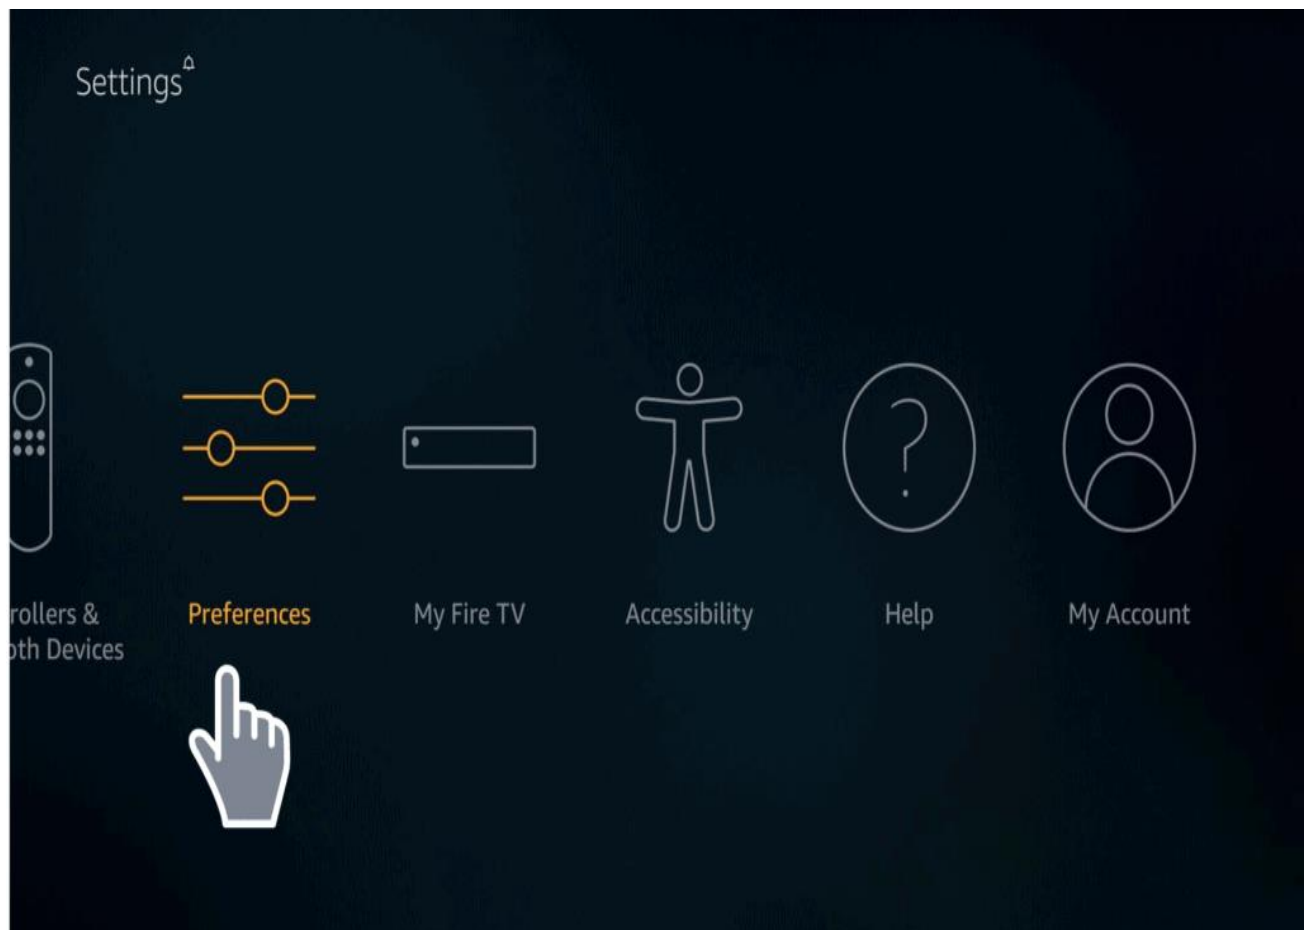 Settings
rollers &
oth Devices
Preferences
My Fire TV
Accessibility
Help
My Account